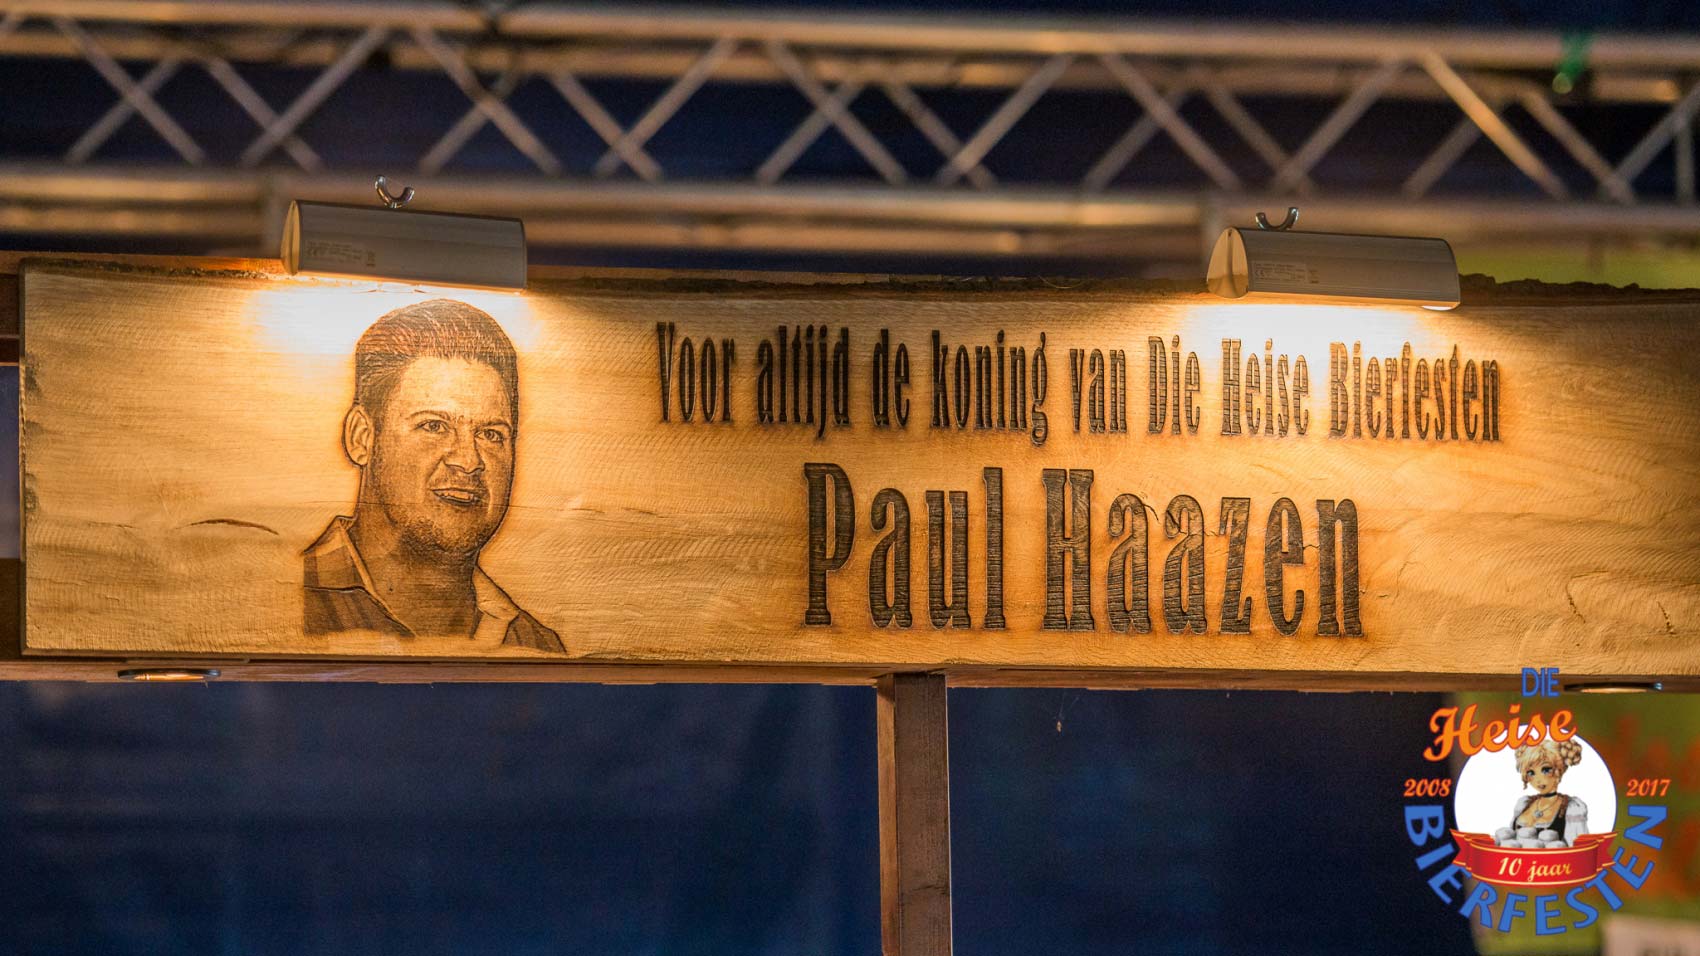 Voor altijd de koning van Die Heise Bierfesten
Paul Haazen
DIE
Heise
2008 2017
BIERFESTEN
10 jaar